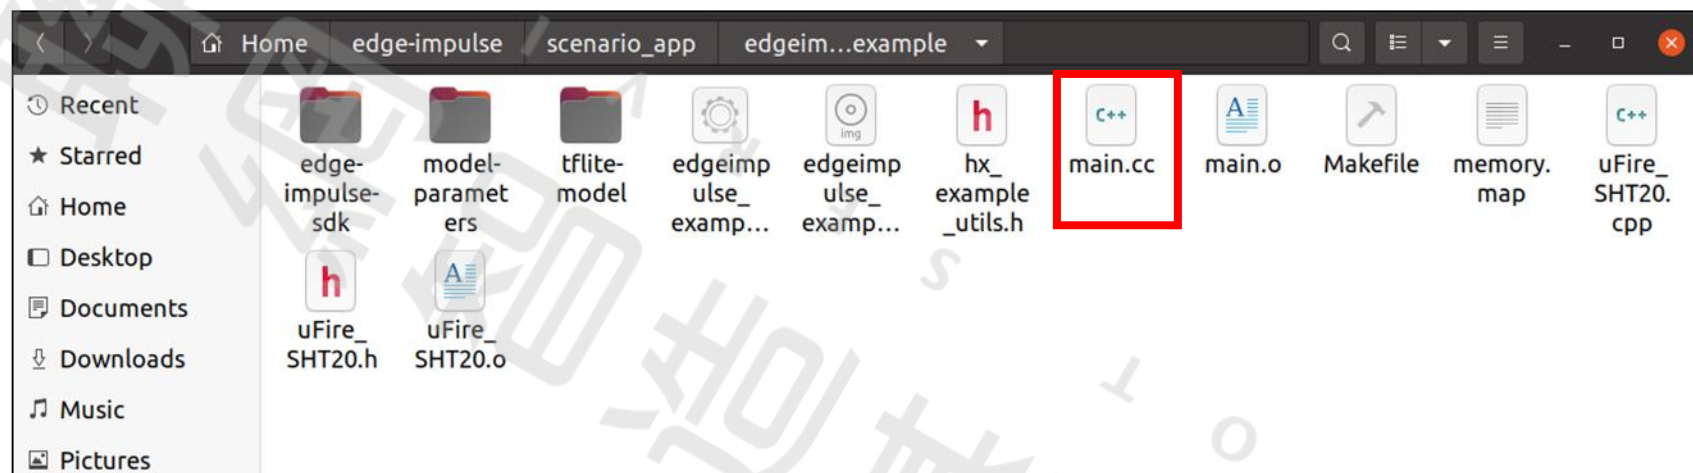 Home edge-impulse scenario_app edgeim...example
Recent
Starred
Home
Desktop
Documents
Downloads
Music
Pictures
edge-
impulse-
sdk
model-
paramet
ers
tflite-
model
edgeimp
ulse_
examp...
img
edgeimp
ulse_
examp...
h
hx_
example
_utils.h
C++
main.cc
A
main.o
Makefile
memory.
map
C++
uFire_
SHT20.
cpp
h
uFire_
SHT20.h
A
uFire_
SHT20.o